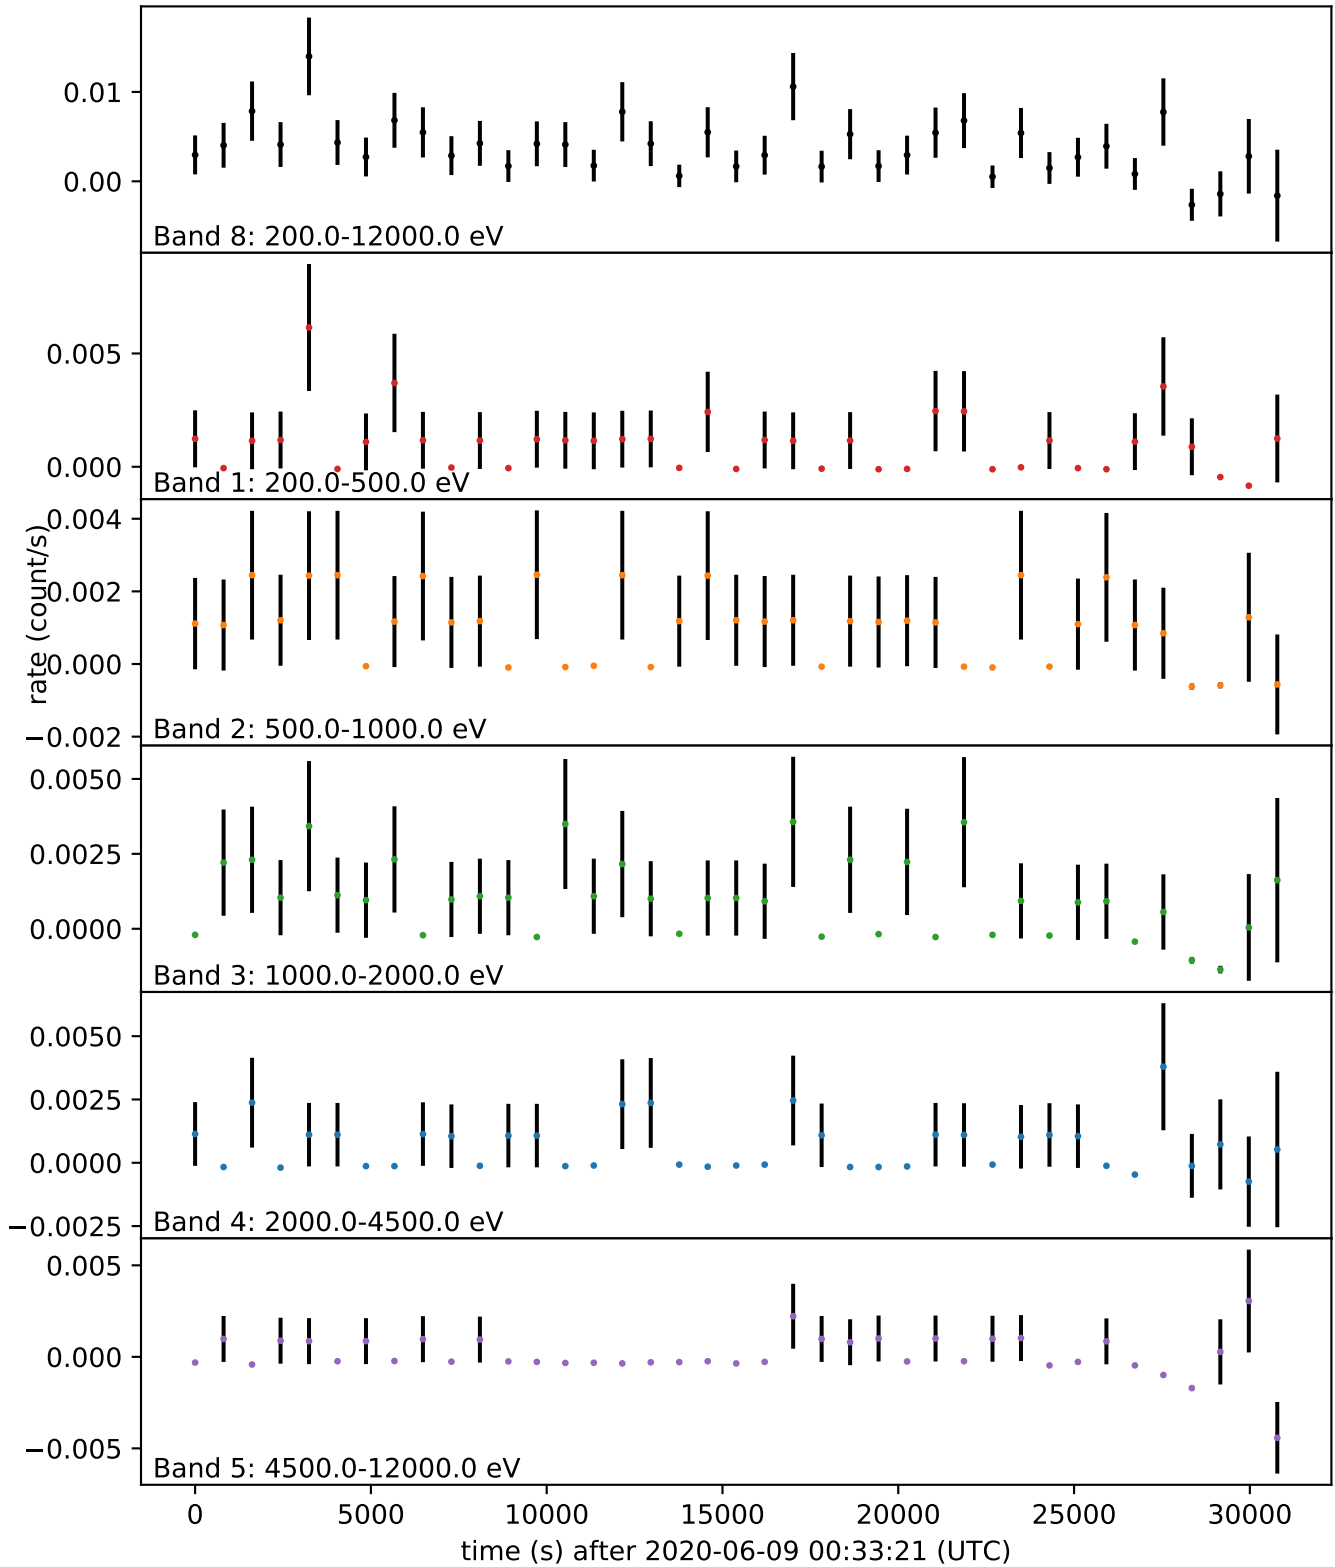 0.01
0.00
Band 8: 200.0-12000.0 eV
0.005
0.000
Band 1: 200.0-500.0 eV
rate (count/s)
0.004
0.002
0.000
−0.002
Band 2: 500.0-1000.0 eV
0.0050
0.0025
0.0000
Band 3: 1000.0-2000.0 eV
0.0050
0.0025
0.0000
−0.0025
Band 4: 2000.0-4500.0 eV
0.005
0.000
−0.005
Band 5: 4500.0-12000.0 eV
0 5000 10000 15000 20000 25000 30000
time (s) after 2020-06-09 00:33:21 (UTC)